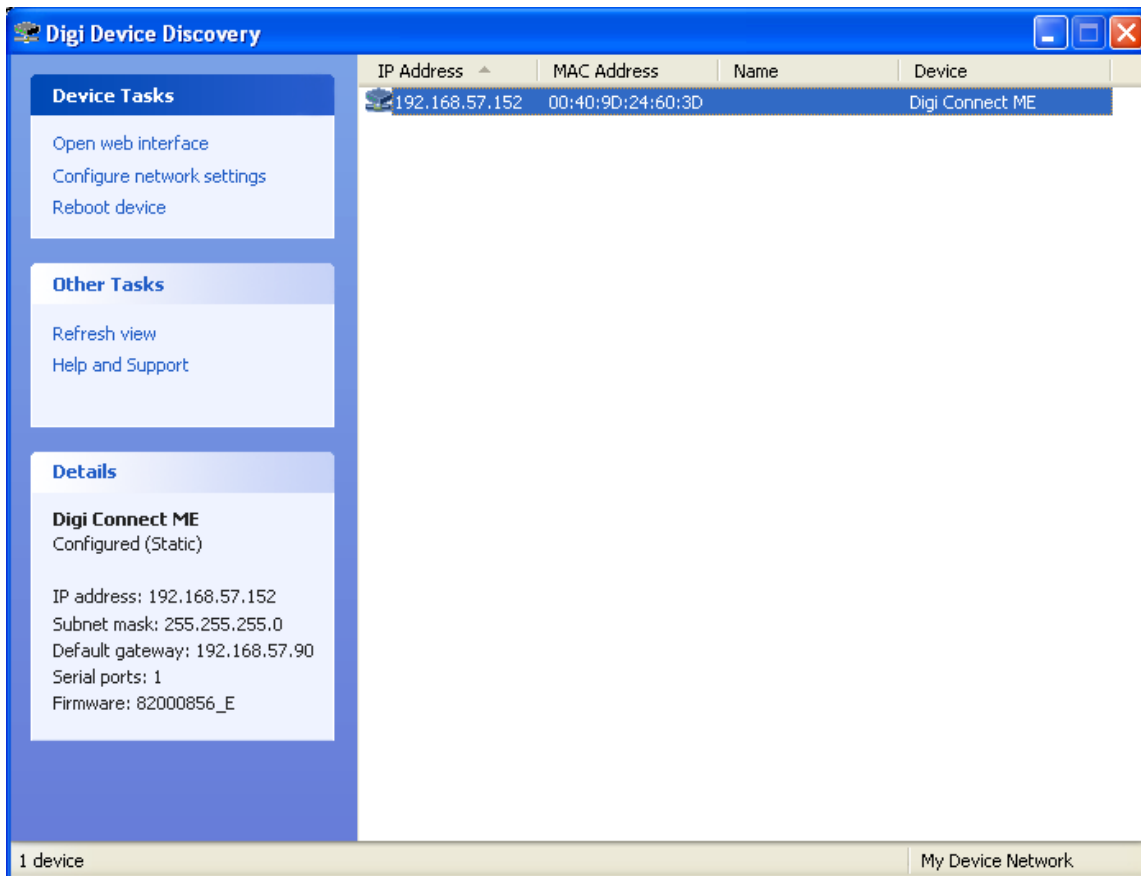 Digi Device Discovery
Device Tasks
Open web interface
Configure network settings
Reboot device
Other Tasks
Refresh view
Help and Support
Details
Digi Connect ME
Configured (Static)
IP address: 192.168.57.152
Subnet mask: 255.255.255.0
Default gateway: 192.168.57.90
Serial ports: 1
Firmware: 82000856_E
IP Address MAC Address Name Device
192.168.57.152 00:40:9D:24:60:3D Digi Connect ME
1 device My Device Network